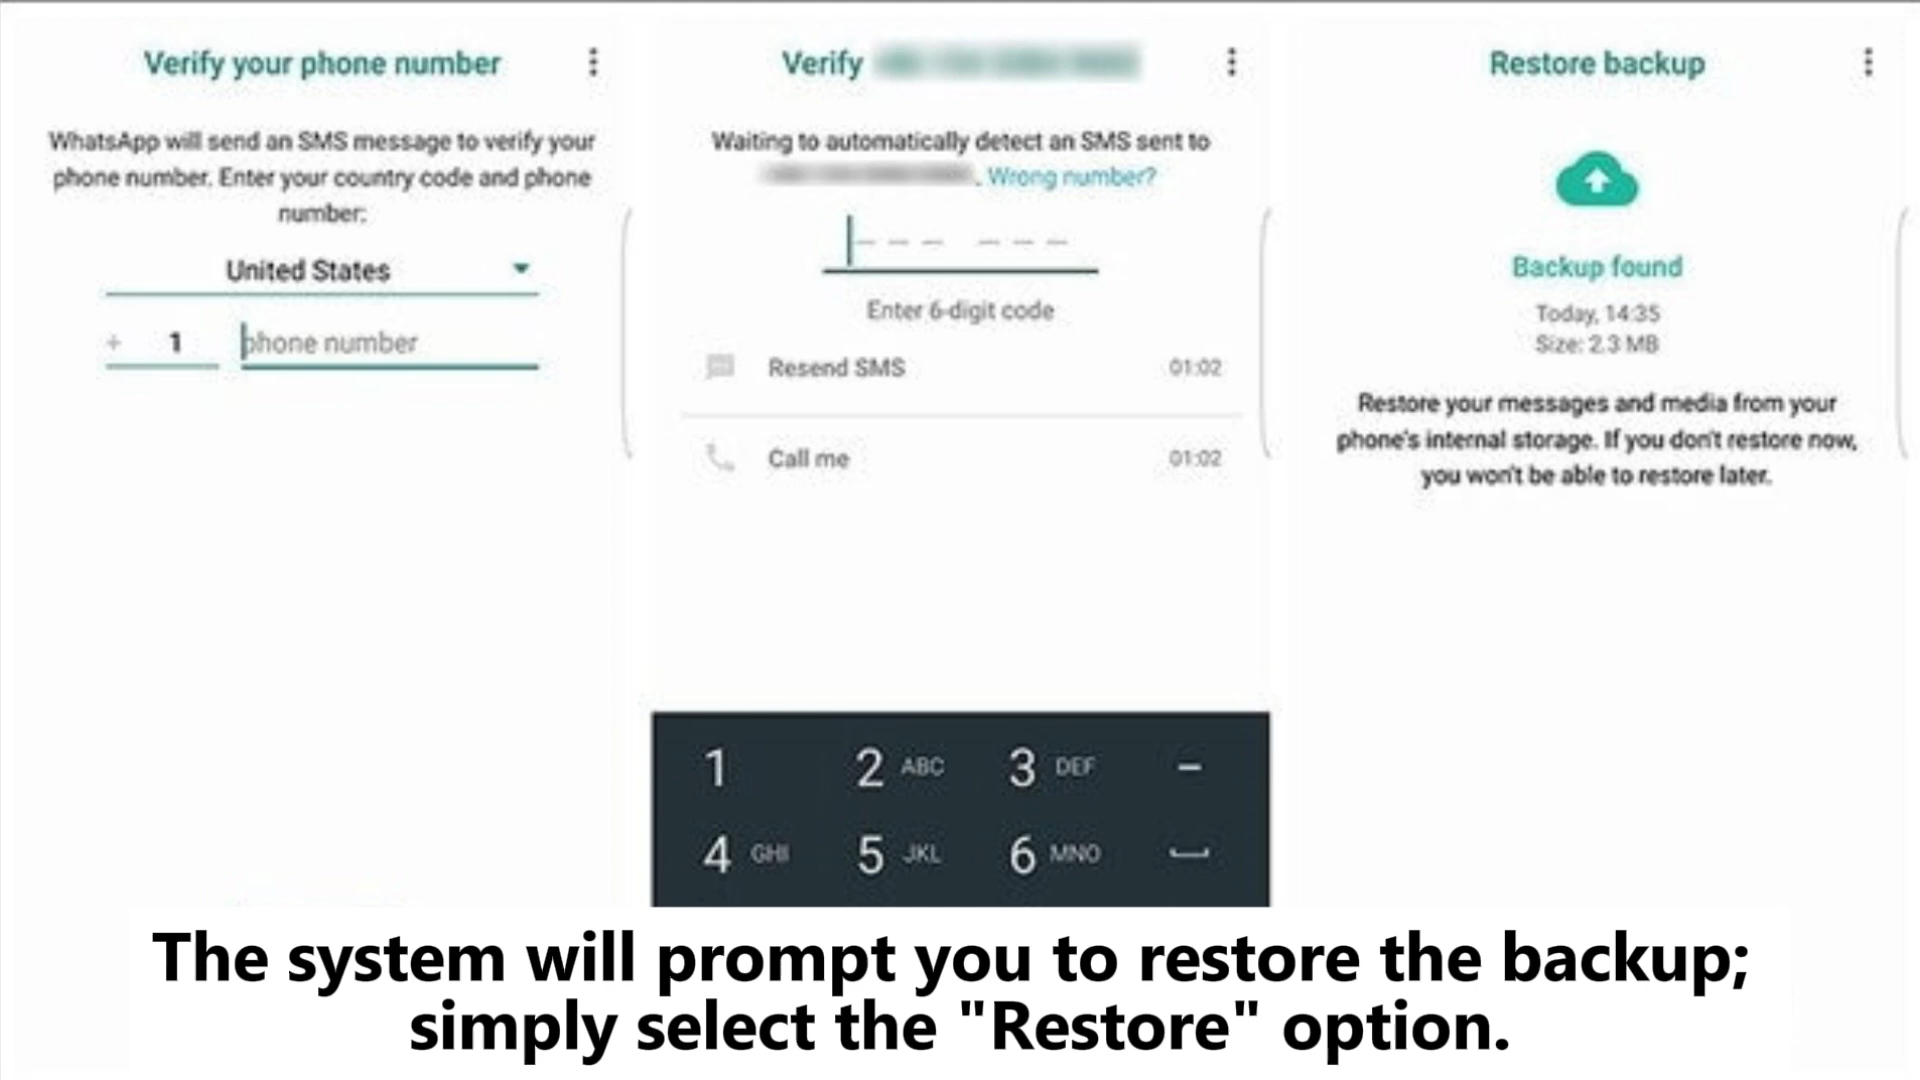 Verify your phone number
WhatsApp will send an SMS message to verify your
phone number. Enter your country code and phone
number:
United States
+ 1 phone number
Verify
Waiting to automatically detect an SMS sent to
. Wrong number?
Enter 6-digit code
Resend SMS 01:02
Call me 01:02
1 2 ABC 3 DEF –
4 GHI 5 JKL 6 MNO
Restore backup
Backup found
Today, 14:35
Size: 2.3 MB
Restore your messages and media from your
phone's internal storage. If you don't restore now,
you won't be able to restore later.
The system will prompt you to restore the backup;
simply select the "Restore" option.